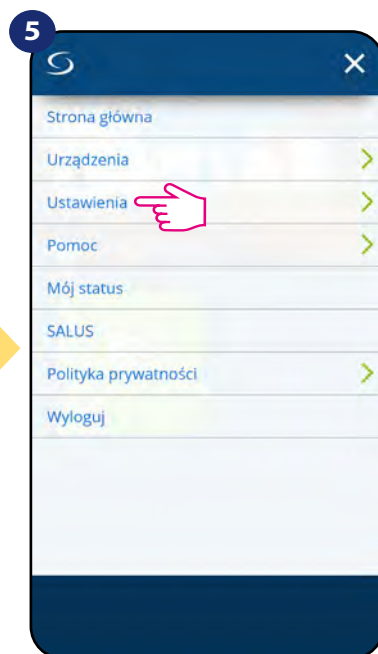 5
Strona główna
Urządzenia
Ustawienia
Pomoc
Mój status
SALUS
Polityka prywatności
Wyloguj